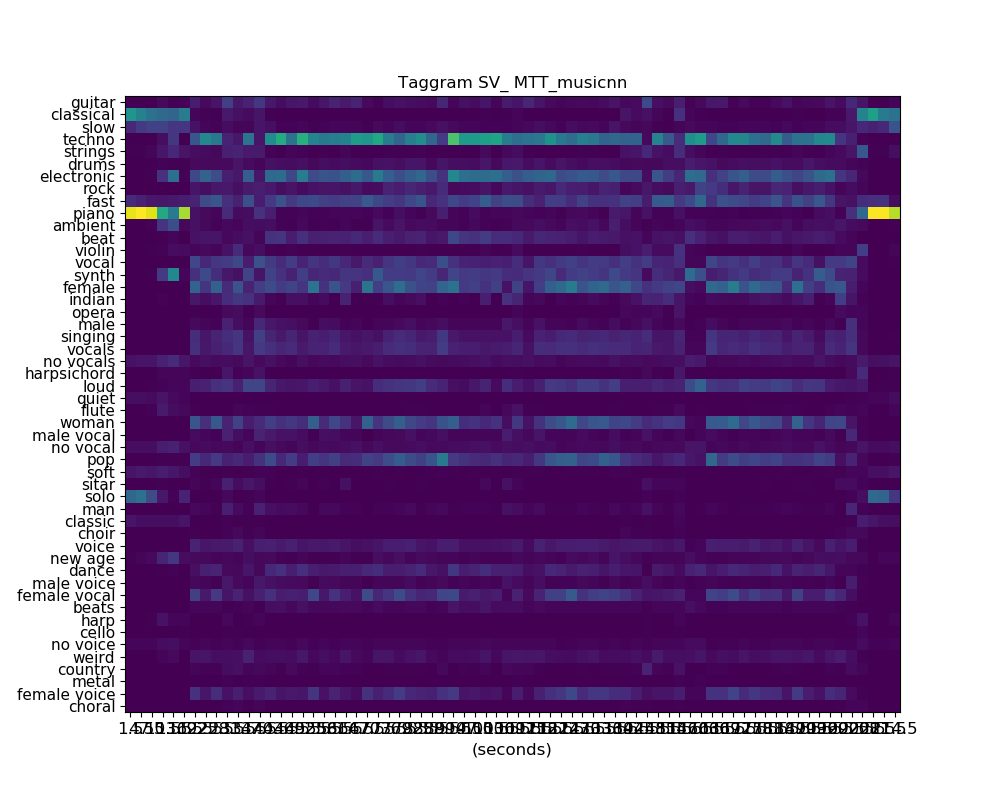 Taggram SV_ MTT_musicnn
guitar
classical
slow
techno
strings
drums
electronic
rock
fast
piano
ambient
beat
violin
vocal
synth
female
indian
opera
male
singing
vocals
no vocals
harpsichord
loud
quiet
flute
woman
male vocal
no vocal
pop
soft
sitar
solo
man
classic
choir
voice
new age
dance
male voice
female vocal
beats
harp
cello
no voice
weird
country
metal
female voice
choral
(seconds)